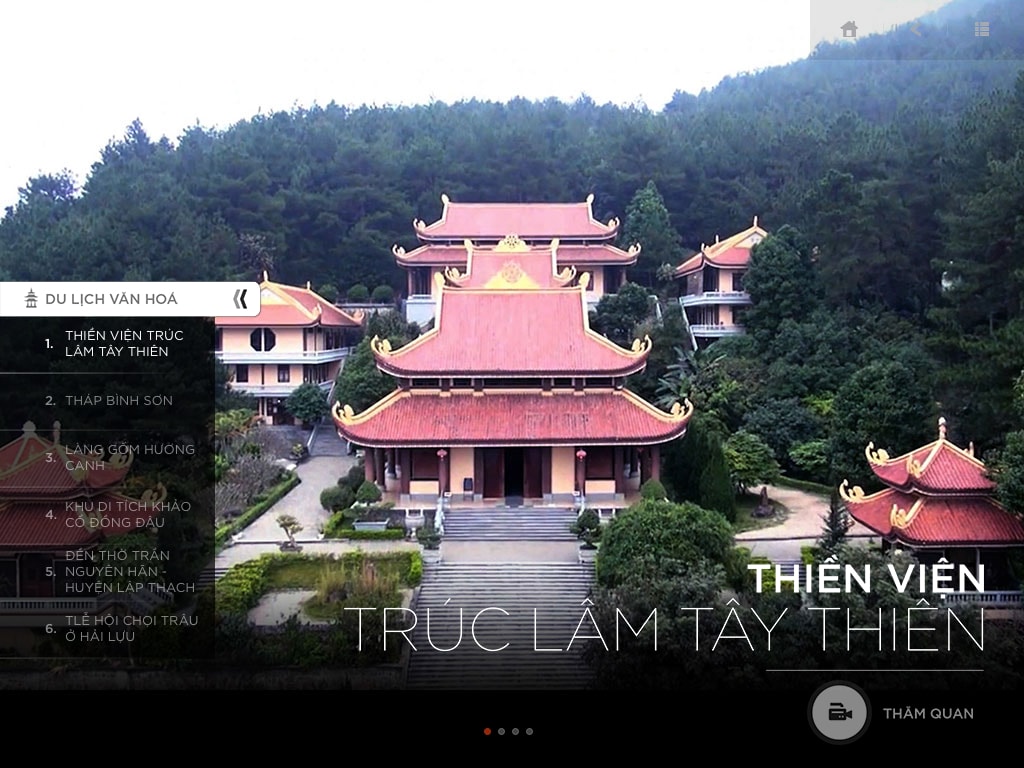 DU LỊCH VĂN HOÁ
1. THIỀN VIỆN TRÚC
LÂM TÂY THIÊN
2. THÁP BÌNH SƠN
LÀNG GỐM HƯƠNG
3.
CANH
KHU DI TÍCH KHẢO
4.
CỔ ĐỒNG ĐẬU
ĐỀN THỜ TRẦN
5. NGUYÊN HÃN -
HUYỆN LẬP THẠCH
TLỄ HỘI CHỌI TRÂU
6.
Ở HẢI LỰU
THIỀN VIỆN
TRÚC LÂM TÂY THIÊN
THĂM QUAN